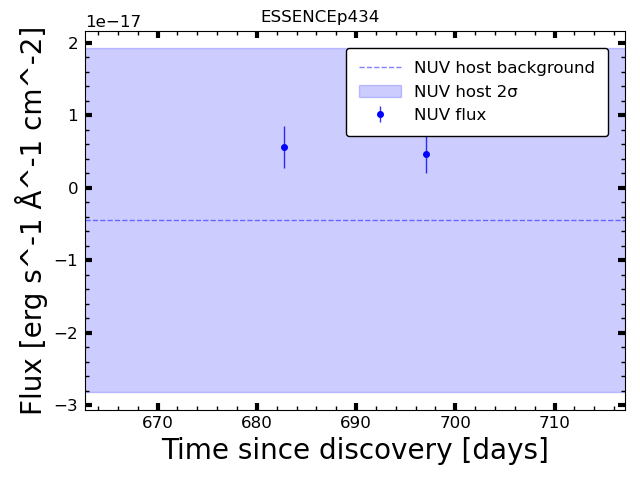 ESSENCEp434
1e−17
Flux [erg s^-1 Å^-1 cm^-2]
2
1
0
−1
−2
−3
NUV host background
NUV host 2σ
NUV flux
670 680 690 700 710
Time since discovery [days]